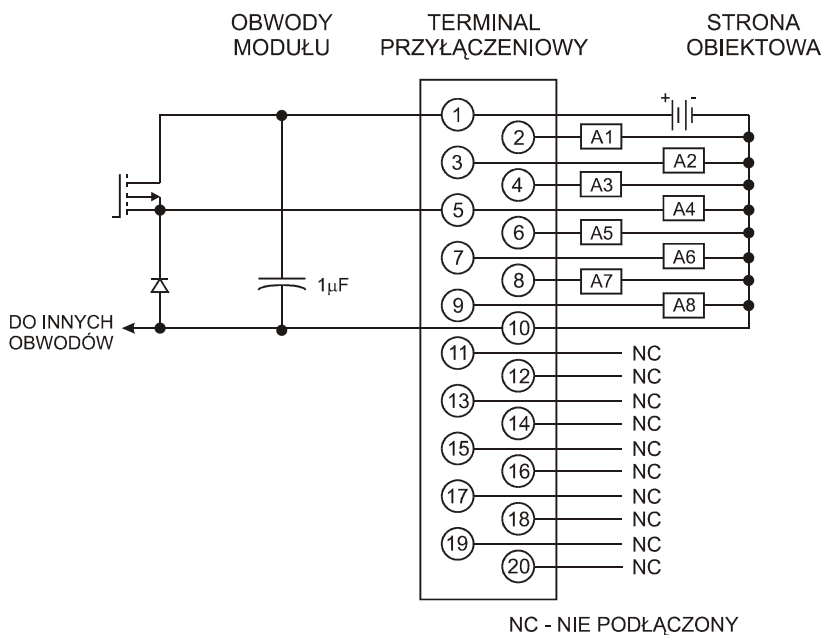 OBWODY
MODUŁU
TERMINAL
PRZYŁĄCZENIOWY
STRONA
OBIEKTOWA
1
+ -
2
A1
3
A2
4
A3
5
A4
6
A5
7
A6
8
A7
1µF
9
A8
DO INNYCH
OBWODÓW
10
11
NC
12
NC
13
NC
14
NC
15
NC
16
NC
17
NC
18
NC
19
NC
20
NC
NC - NIE PODŁĄCZONY